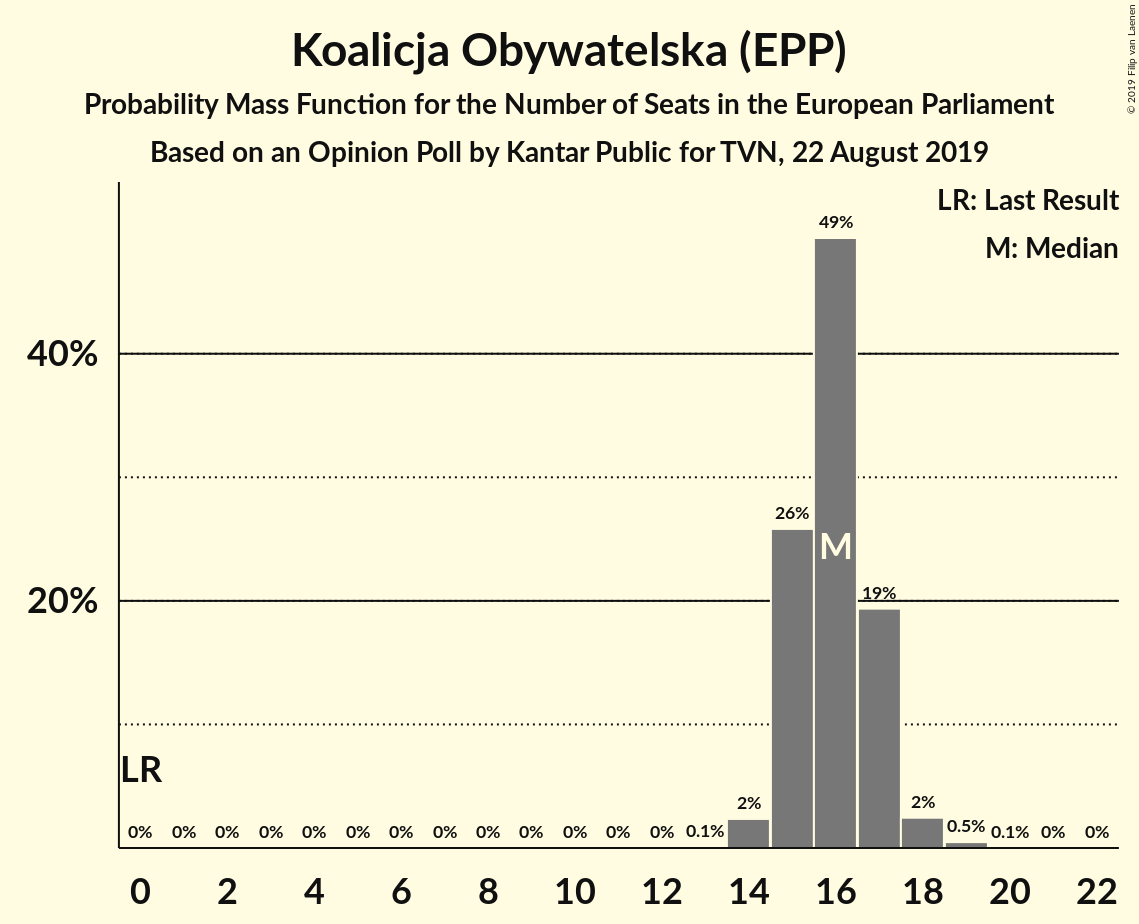 Koalicja Obywatelska (EPP)
Probability Mass Function for the Number of Seats in the European Parliament
Based on an Opinion Poll by Kantar Public for TVN, 22 August 2019
© 2019 Filip van Laenen
LR: Last Result
M: Median
49%
40%
26%
M
19%
20%
LR
0% 0% 0% 0% 0% 0% 0% 0% 0% 0% 0% 0% 0% 0.1% 2% 2% 0.5% 0.1% 0% 0%
0 2 4 6 8 10 12 14 16 18 20 22